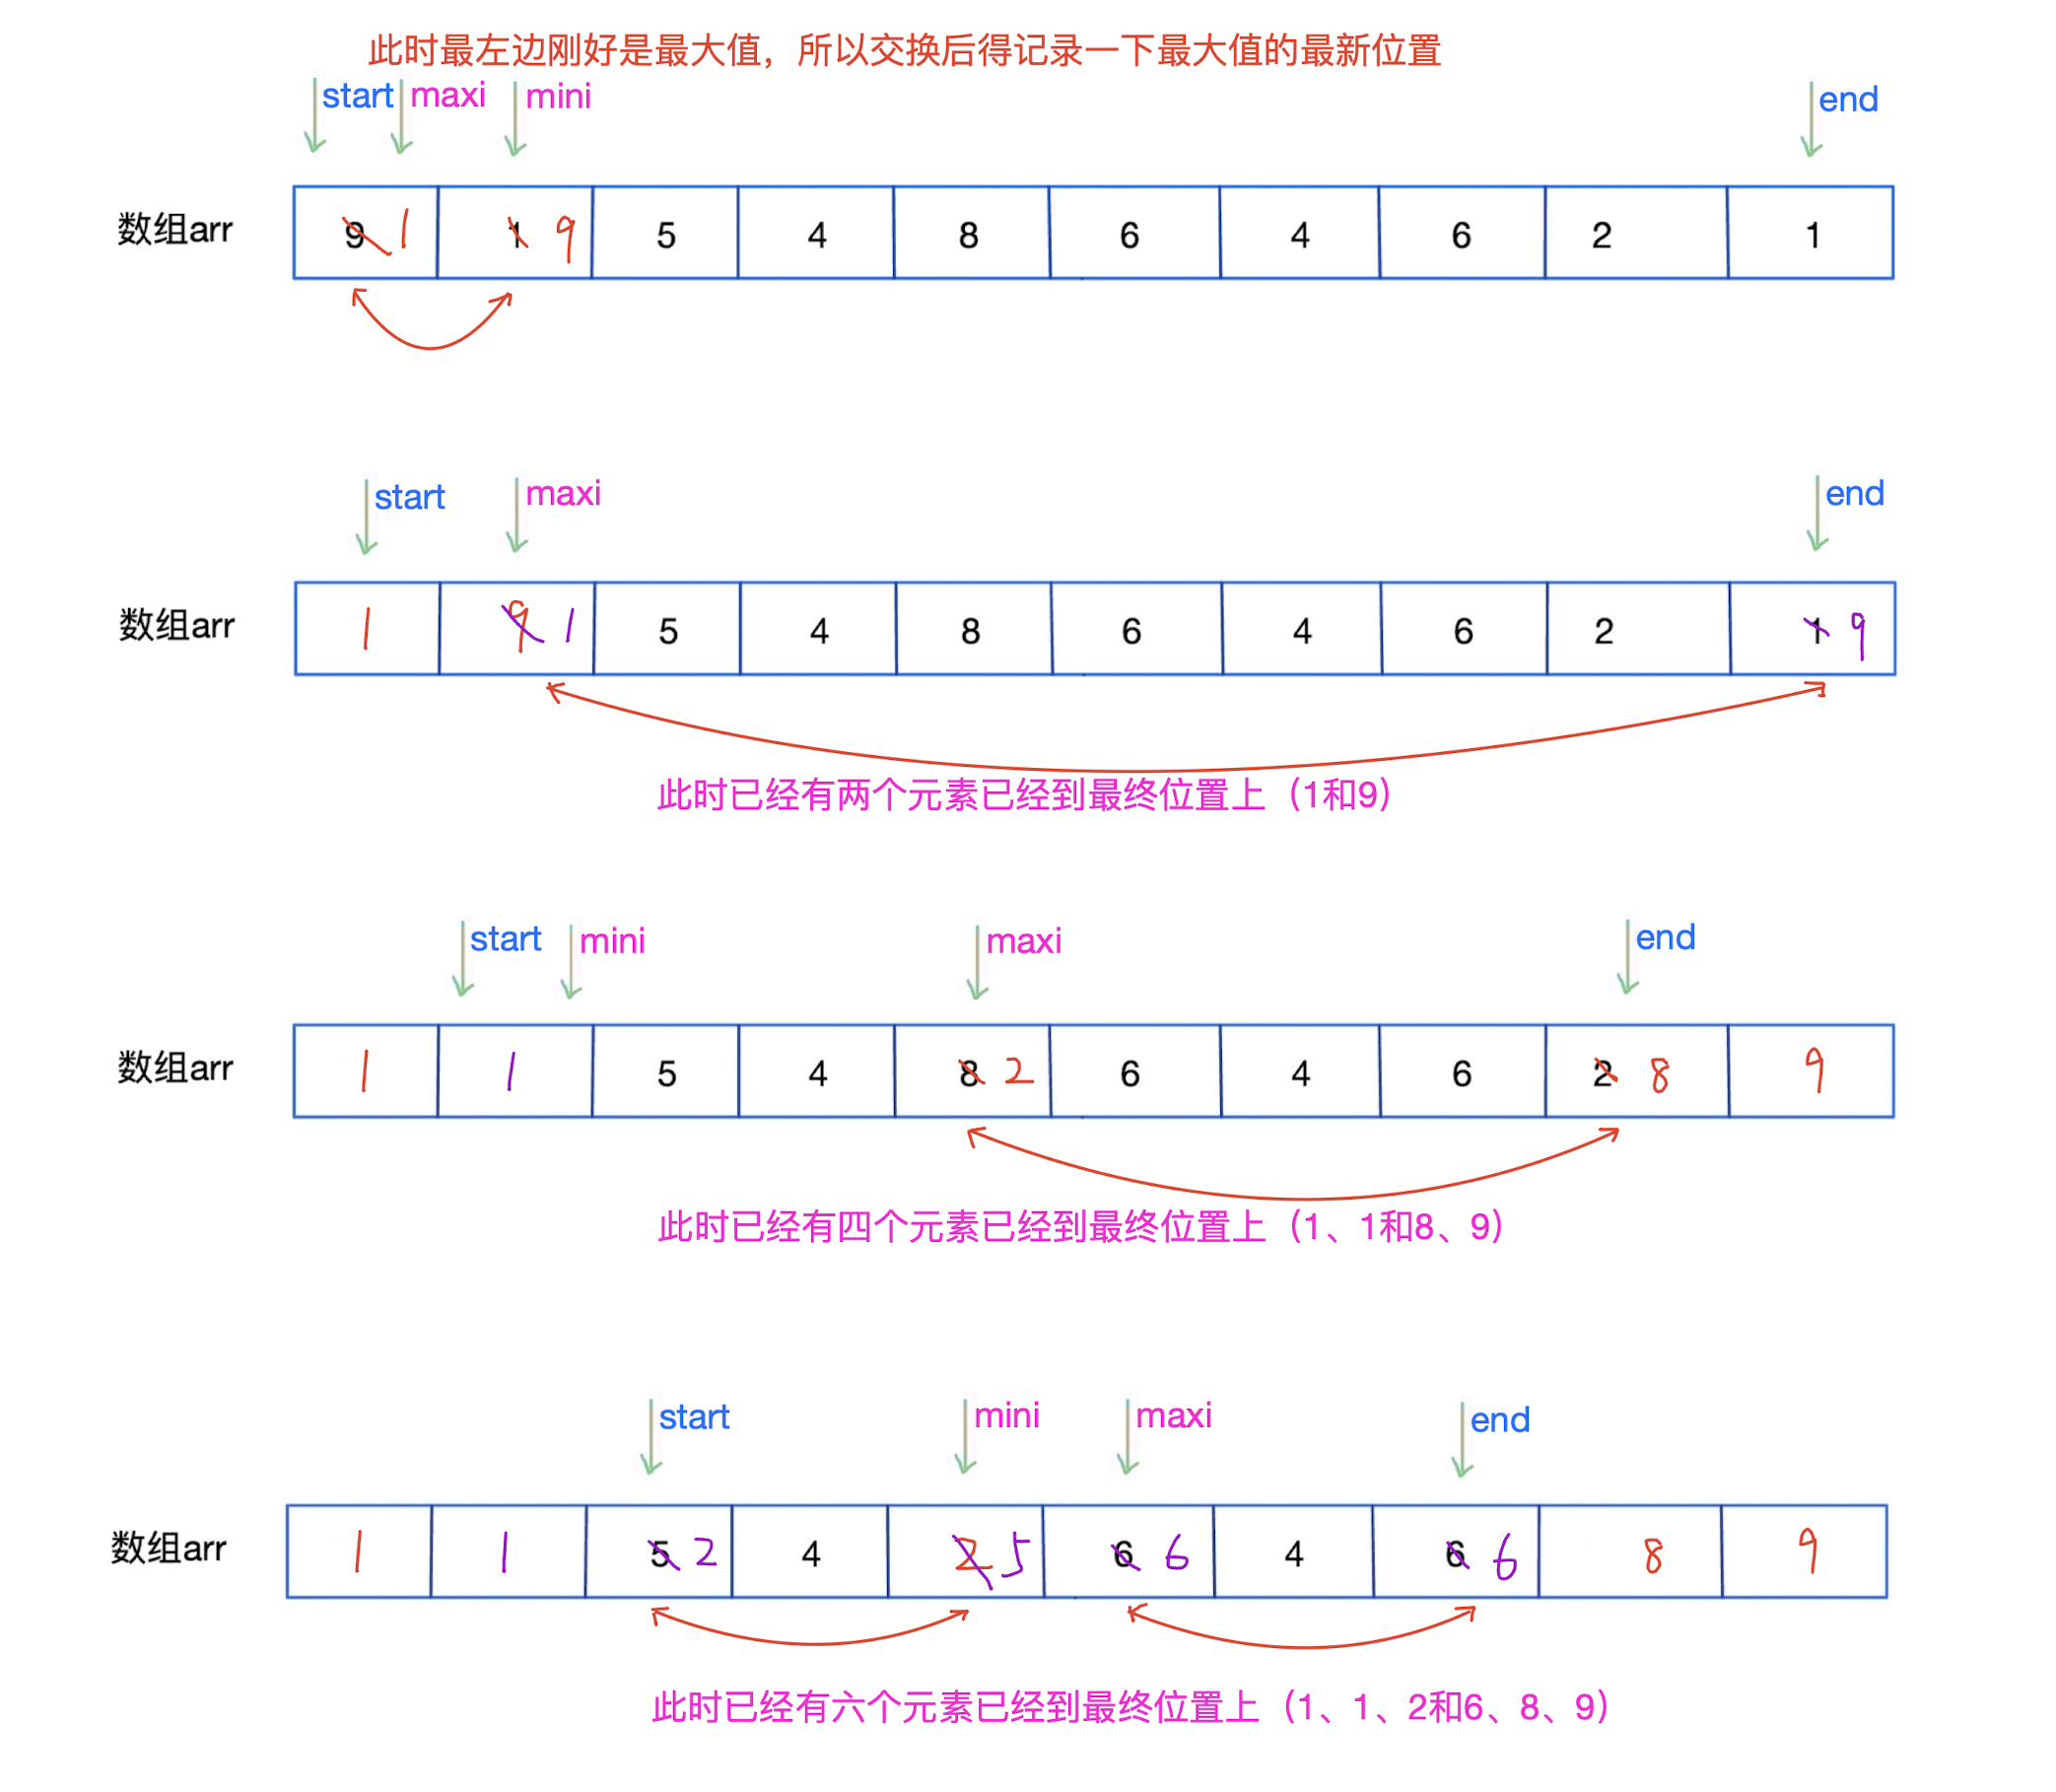 此时最左边刚好是最大值，所以交换后得记录一下最大值的最新位置
start maxi mini end
数组arr 9 1 1 9 5 4 8 6 4 6 2 1
start maxi end
数组arr 1 9 1 5 4 8 6 4 6 2 1 9
此时已经有两个元素已经到最终位置上（1和9）
start mini maxi end
数组arr 1 1 5 4 8 2 6 4 6 2 8 9
此时已经有四个元素已经到最终位置上（1、1和8、9）
start mini maxi end
数组arr 1 1 5 2 4 2 5 6 6 4 6 6 8 9
此时已经有六个元素已经到最终位置上（1、1、2和6、8、9）